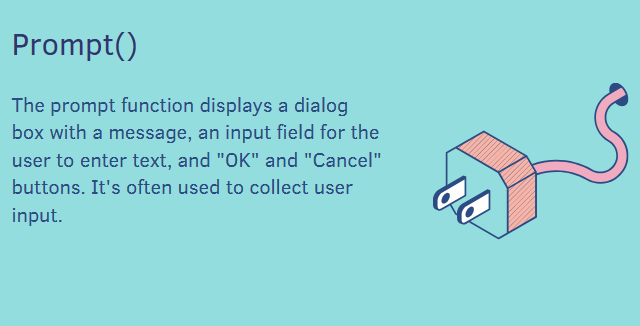 Prompt()
The prompt function displays a dialog
box with a message, an input field for the
user to enter text, and "OK" and "Cancel"
buttons. It's often used to collect user
input.